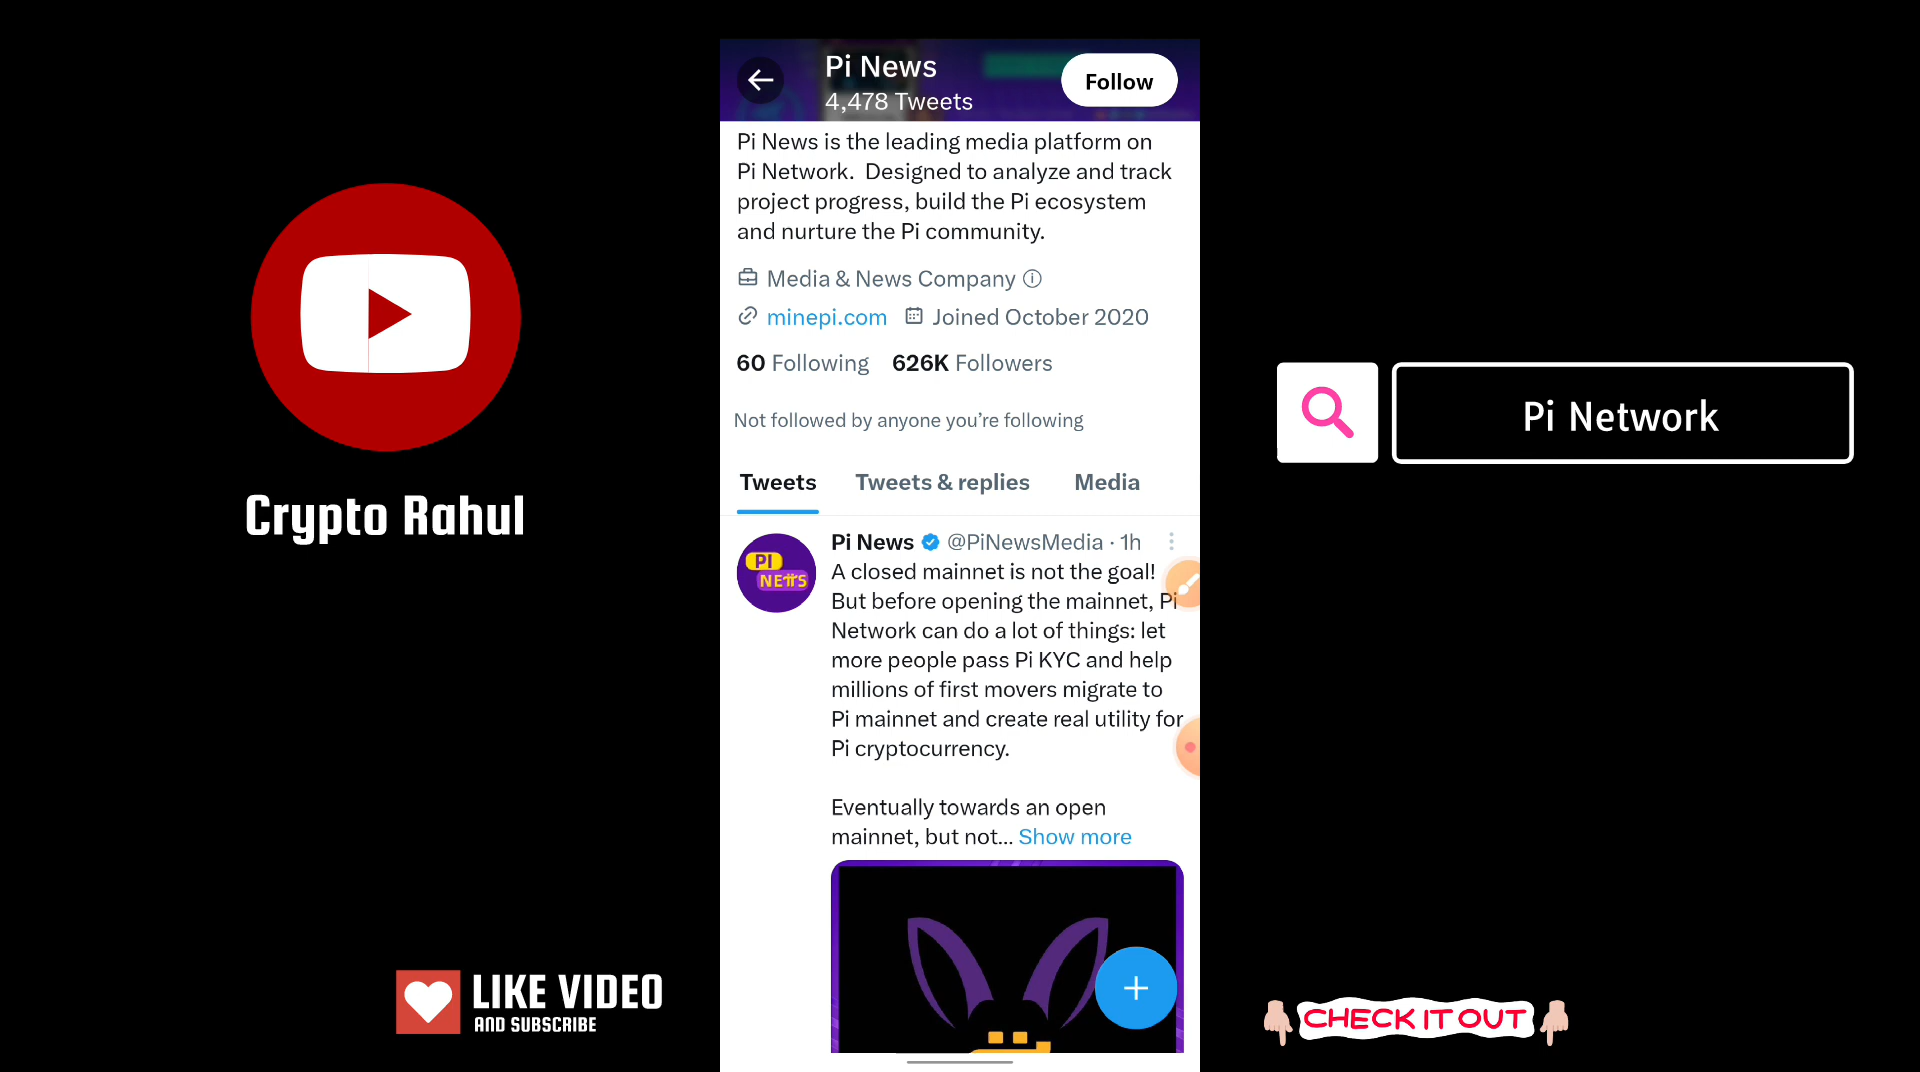 Pi News
4,478 Tweets
Follow
Pi News is the leading media platform on
Pi Network. Designed to analyze and track
project progress, build the Pi ecosystem
and nurture the Pi community.
Media & News Company
minepi.com Joined October 2020
60 Following 626K Followers
Not followed by anyone you're following
Tweets Tweets & replies Media
Pi News @PiNewsMedia · 1h
PI
NEπS
A closed mainnet is not the goal!
But before opening the mainnet, Pi
Network can do a lot of things: let
more people pass Pi KYC and help
millions of first movers migrate to
Pi mainnet and create real utility for
Pi cryptocurrency.
Eventually towards an open
mainnet, but not... Show more
Crypto Rahul
LIKE VIDEO
AND SUBSCRIBE
Pi Network
CHECK IT OUT